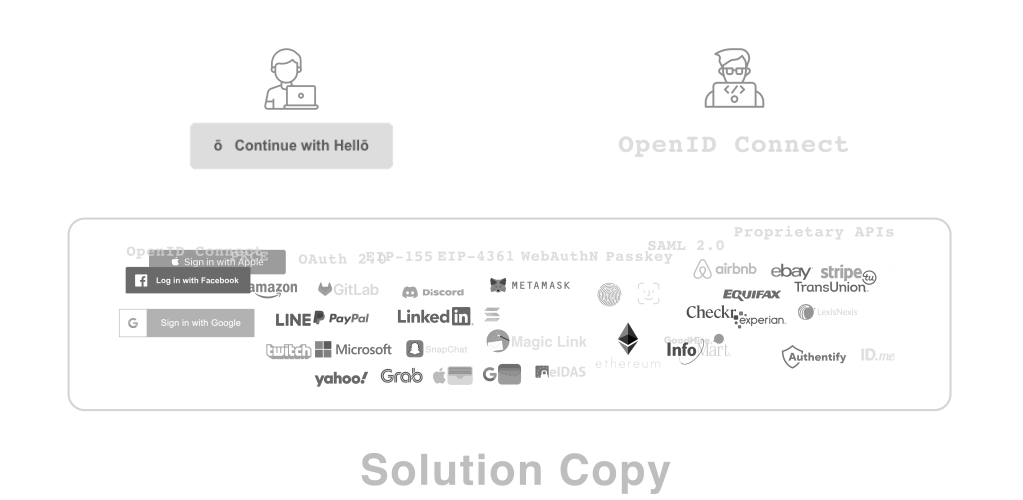 ō Continue with Hellō
OpenID Connect
Proprietary APIs
SAML 2.0
OpenID Connect
OAuth 2.0
EIP-155 EIP-4361 WebAuthN Passkey
Sign in with Apple
Log in with Facebook
Sign in with Google
amazon
GitLab
Discord
METAMASK
airbnb
ebay
stripe
TransUnion
EQUIFAX
LINE
PayPal
LinkedIn
Checkr
experian.
LexisNexis
twitch
Microsoft
SnapChat
Magic Link
ethereum
GoodHire
InfoMart.
Authentify
ID.me
yahoo!
Grab
G
eIDAS
Solution Copy